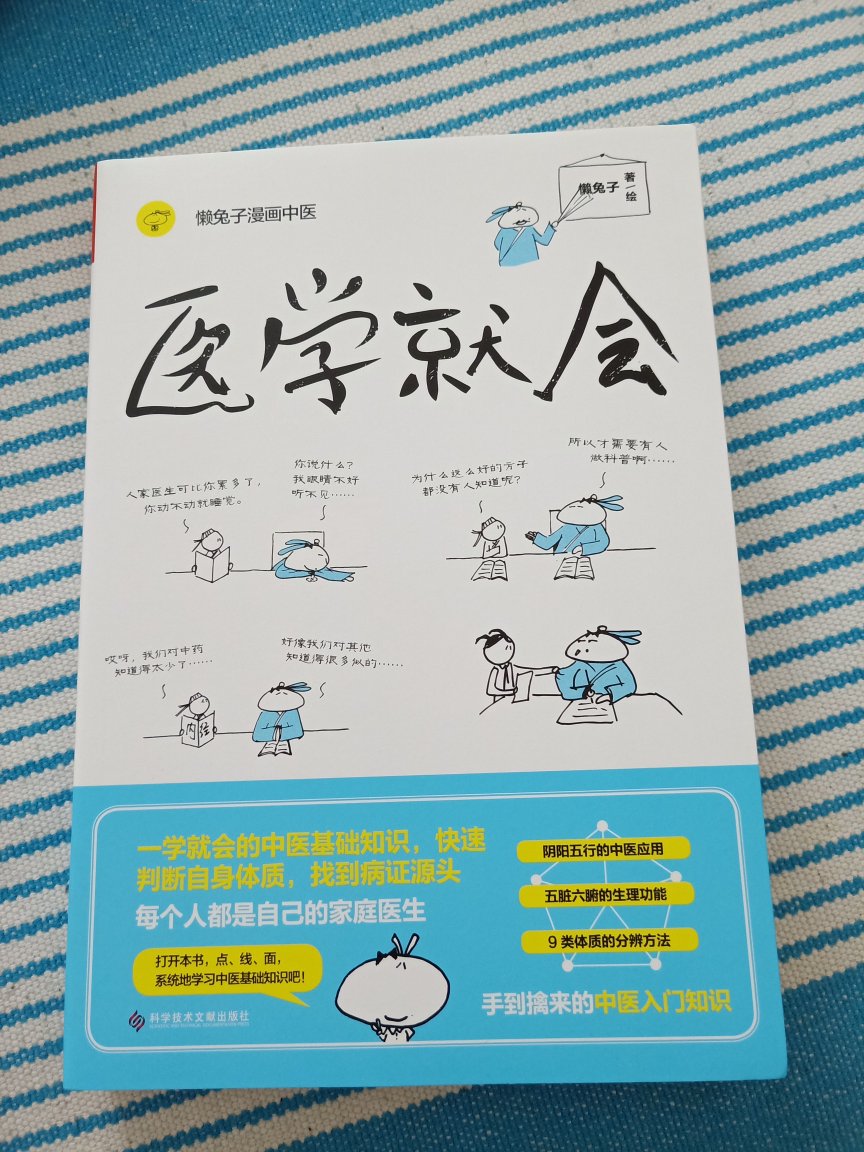 懒兔子漫画中医
懒兔子
著
绘
医学就会
人家医生可比你累多了，
你动不动就睡觉。
你说什么？
我眼睛不好
听不见……
为什么这么好的方子
都没有人知道呢？
所以才需要有人
做科普啊……
哎呀，我们对中药
知道得太少了……
好像我们对其他
知道得很多似的……
内经
一学就会的中医基础知识，快速
判断自身体质，找到病证源头
每个人都是自己的家庭医生
打开本书，点、线、面，
系统地学习中医基础知识吧！
阴阳五行的中医应用
五脏六腑的生理功能
9类体质的分辨方法
手到擒来的中医入门知识
科学技术文献出版社
SCIENTIFIC AND TECHNICAL DOCUMENTATION PRESS